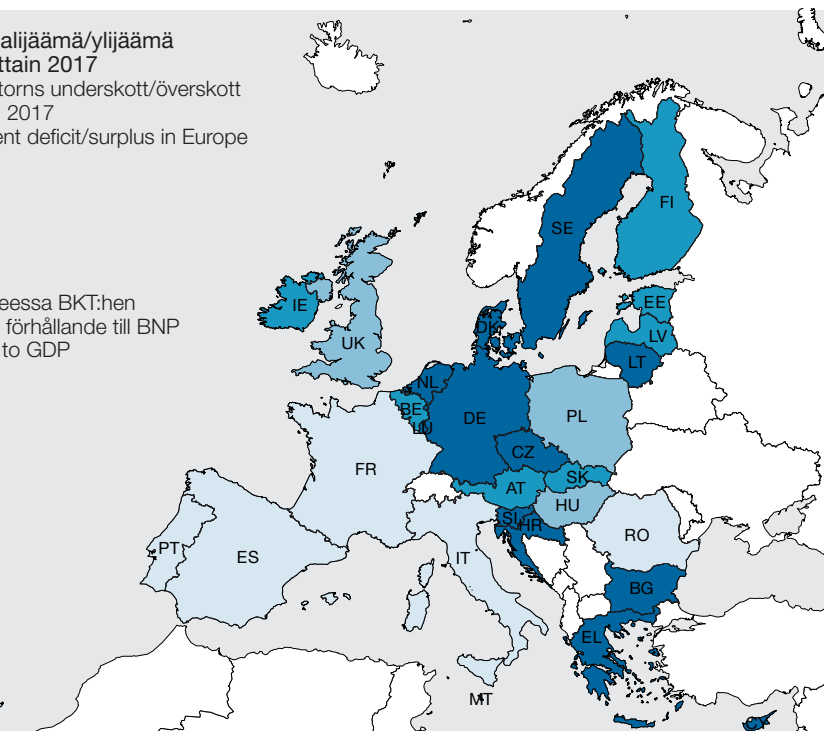 alijäämä/ylijäämä
ttain 2017
torns underskott/överskott
2017
ent deficit/surplus in Europe
eessa BKT:hen
förhållande till BNP
to GDP
FI
SE
EE
IE
LV
DK
UK
LT
NL
BE
DE
PL
LU
CZ
FR
SK
AT
HU
SI
HR
RO
PT
ES
IT
BG
EL
MT